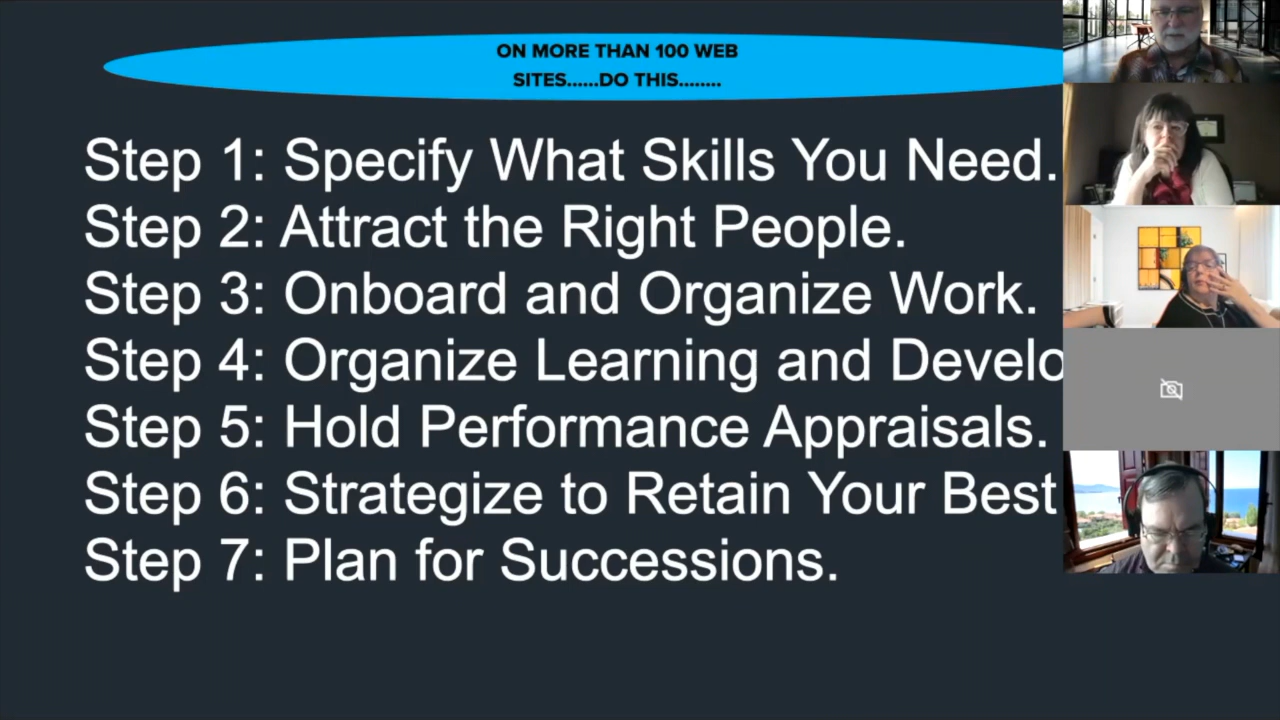 ON MORE THAN 100 WEB
SITES......DO THIS........
Step 1: Specify What Skills You Need.
Step 2: Attract the Right People.
Step 3: Onboard and Organize Work.
Step 4: Organize Learning and Develo
Step 5: Hold Performance Appraisals.
Step 6: Strategize to Retain Your Best
Step 7: Plan for Successions.